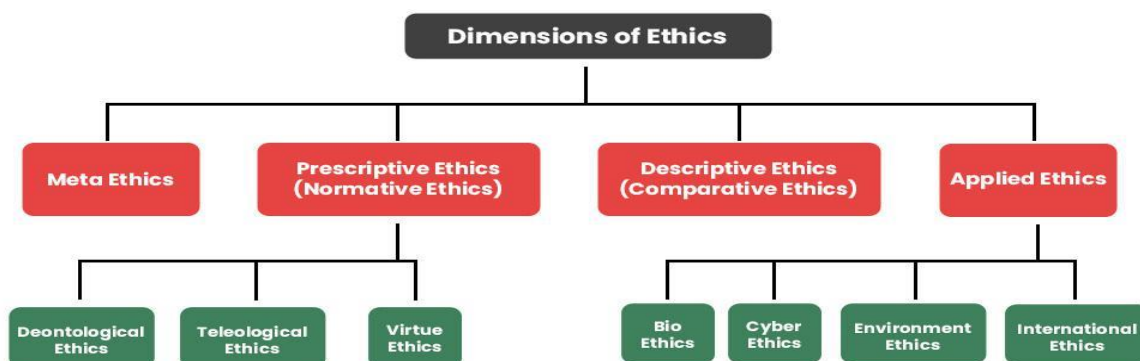 Dimensions of Ethics
Meta Ethics
Prescriptive Ethics
(Normative Ethics)
Descriptive Ethics
(Comparative Ethics)
Applied Ethics
Deontological
Ethics
Teleological
Ethics
Virtue
Ethics
Bio
Ethics
Cyber
Ethics
Environment
Ethics
International
Ethics